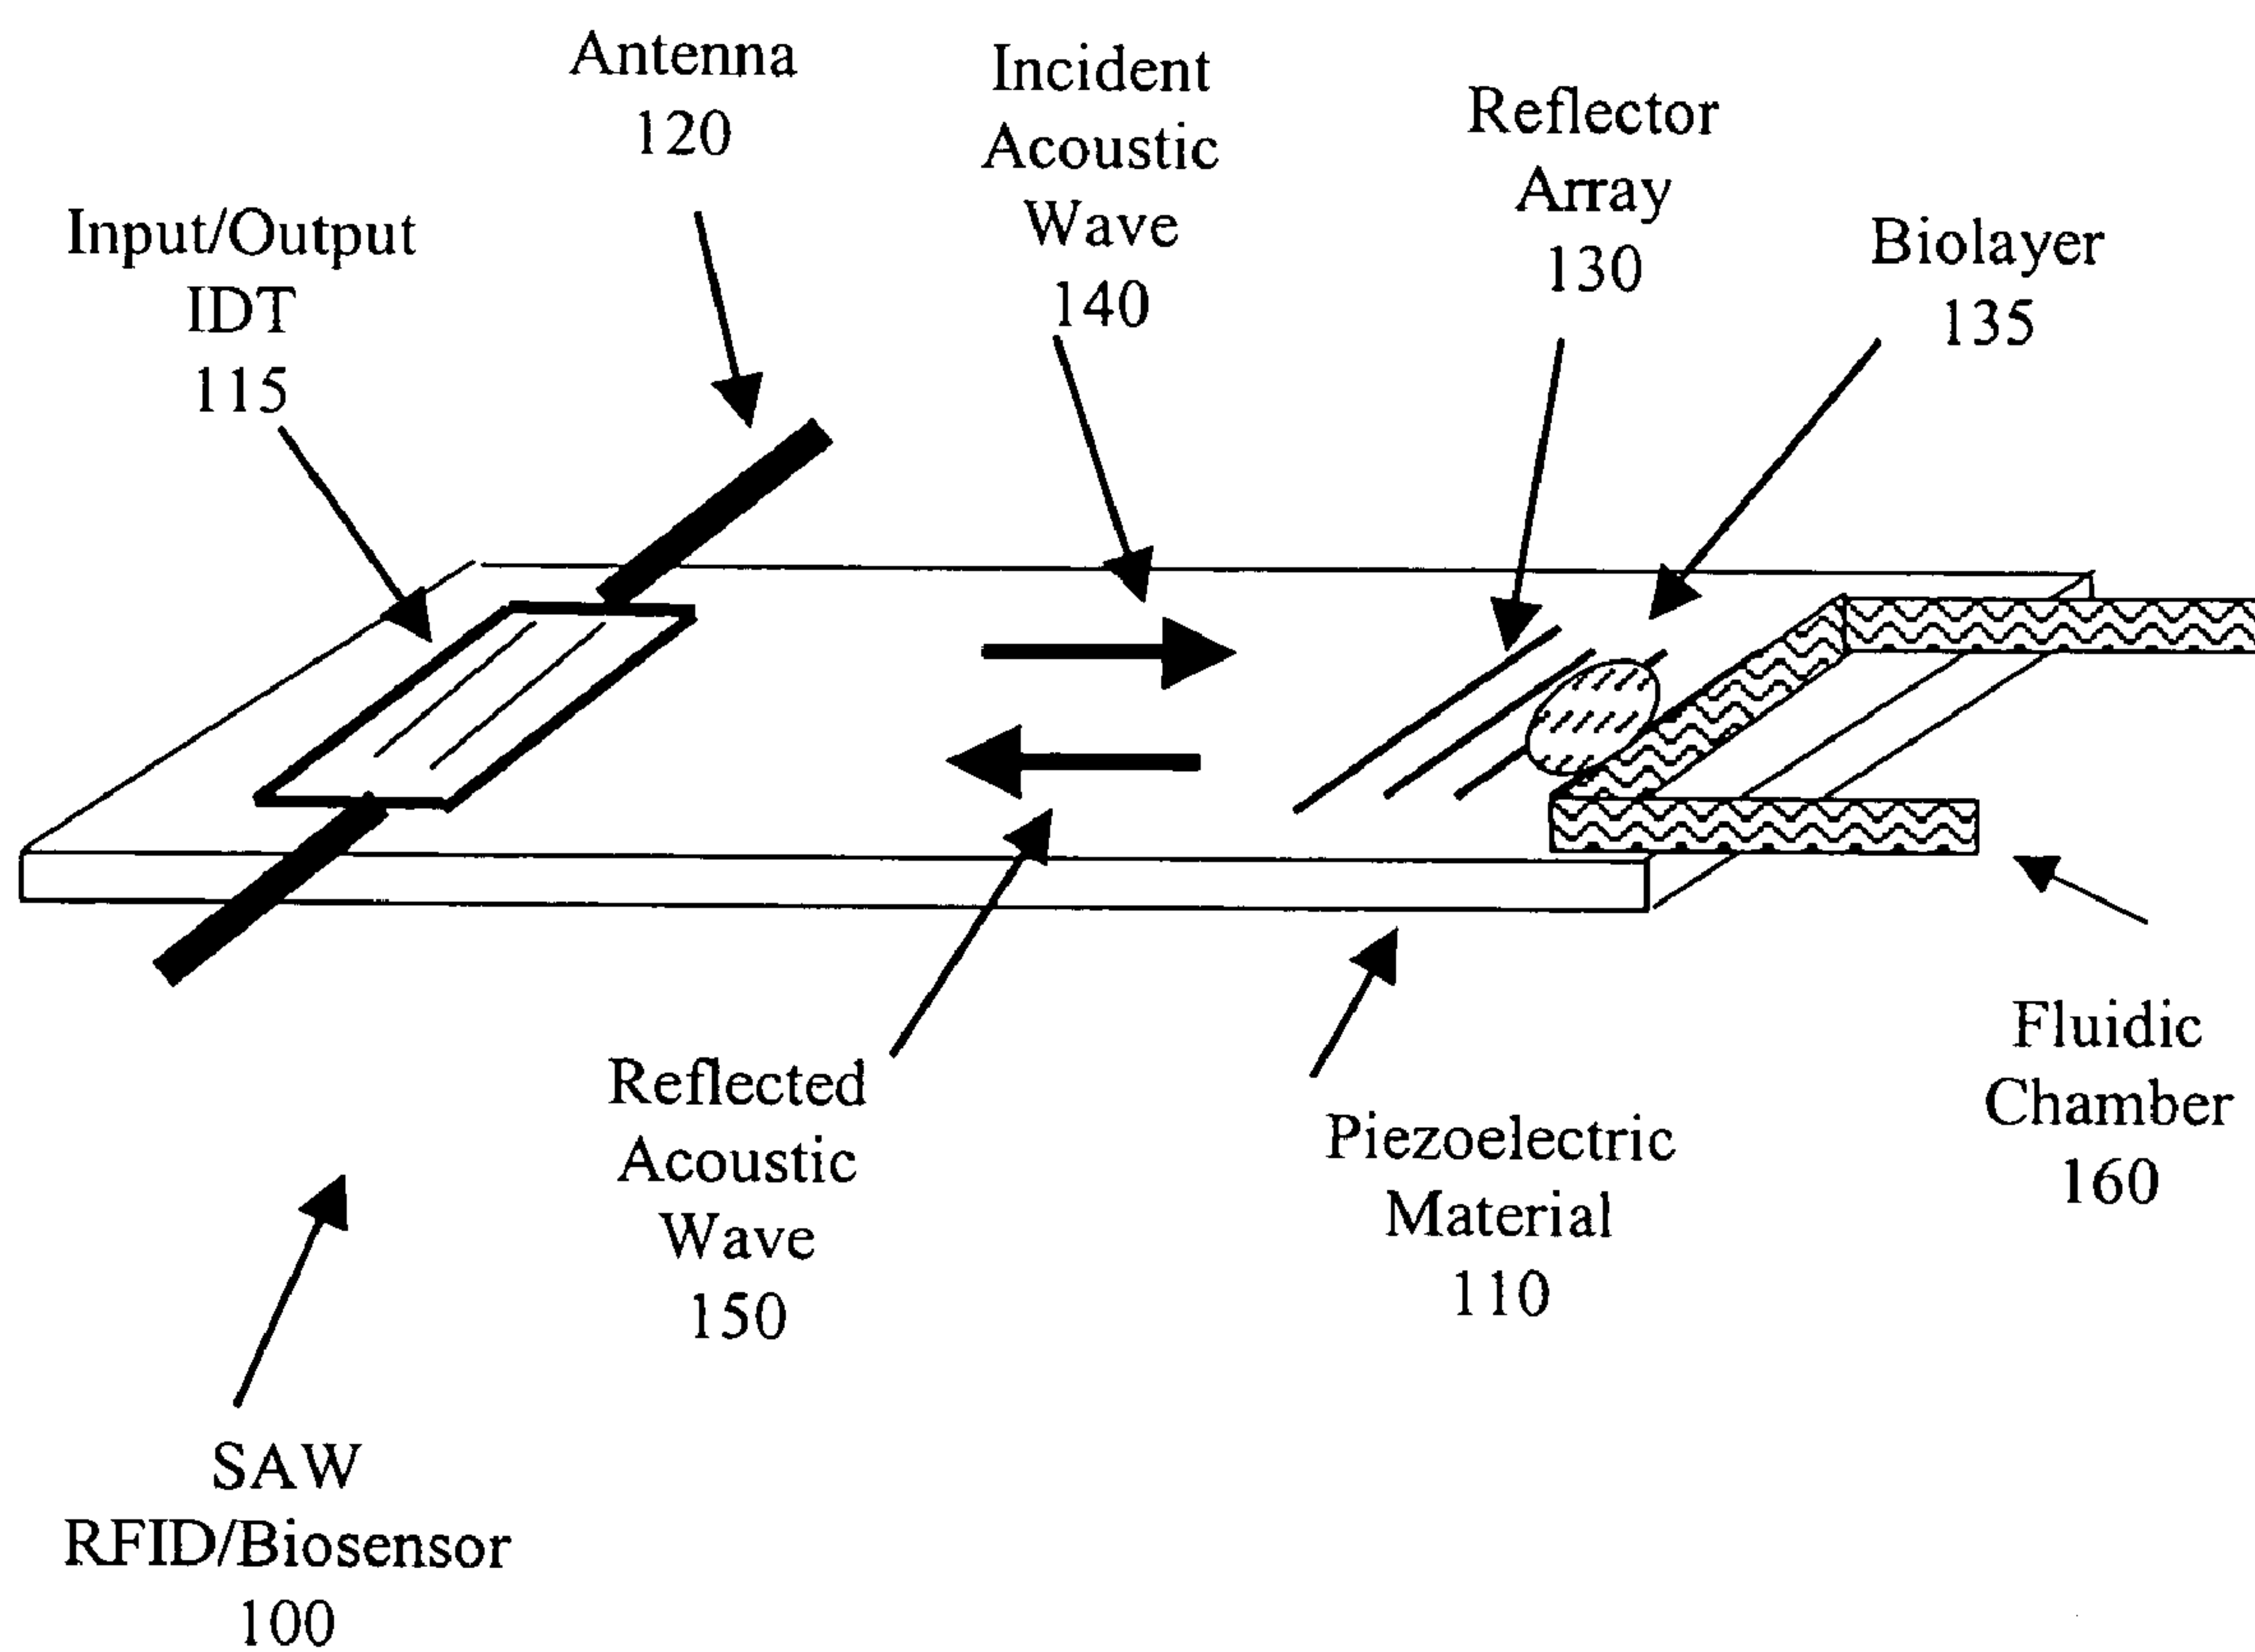 Antenna
120
Incident
Acoustic
Wave
140
Reflector
Array
130
Input/Output
IDT
115
Biolayer
135
Reflected
Acoustic
Wave
150
Piezoelectric
Material
110
Fluidic
Chamber
160
SAW
RFID/Biosensor
100